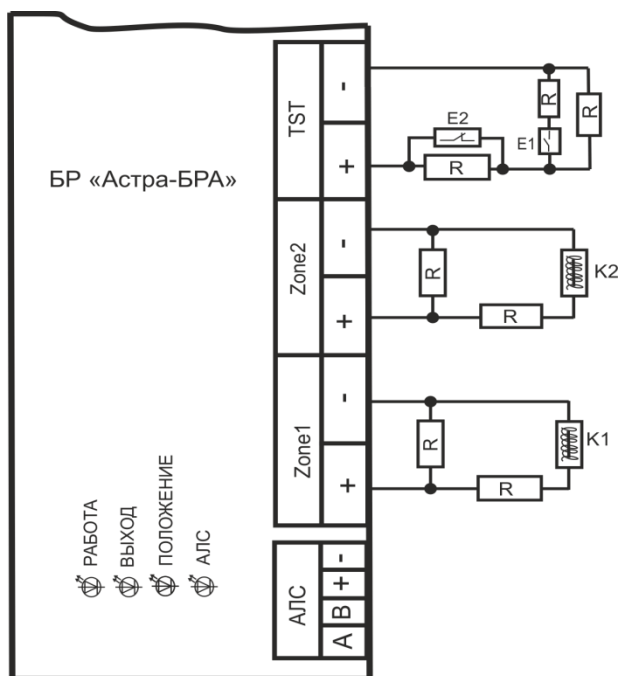 TST
-
+
R
R
E2
E1
R
БР «Астра-БРА»
Zone2
-
+
R
K2
R
Zone1
-
+
R
K1
R
РАБОТА
ВЫХОД
ПОЛОЖЕНИЕ
АЛС
АЛС
-
+
B
A